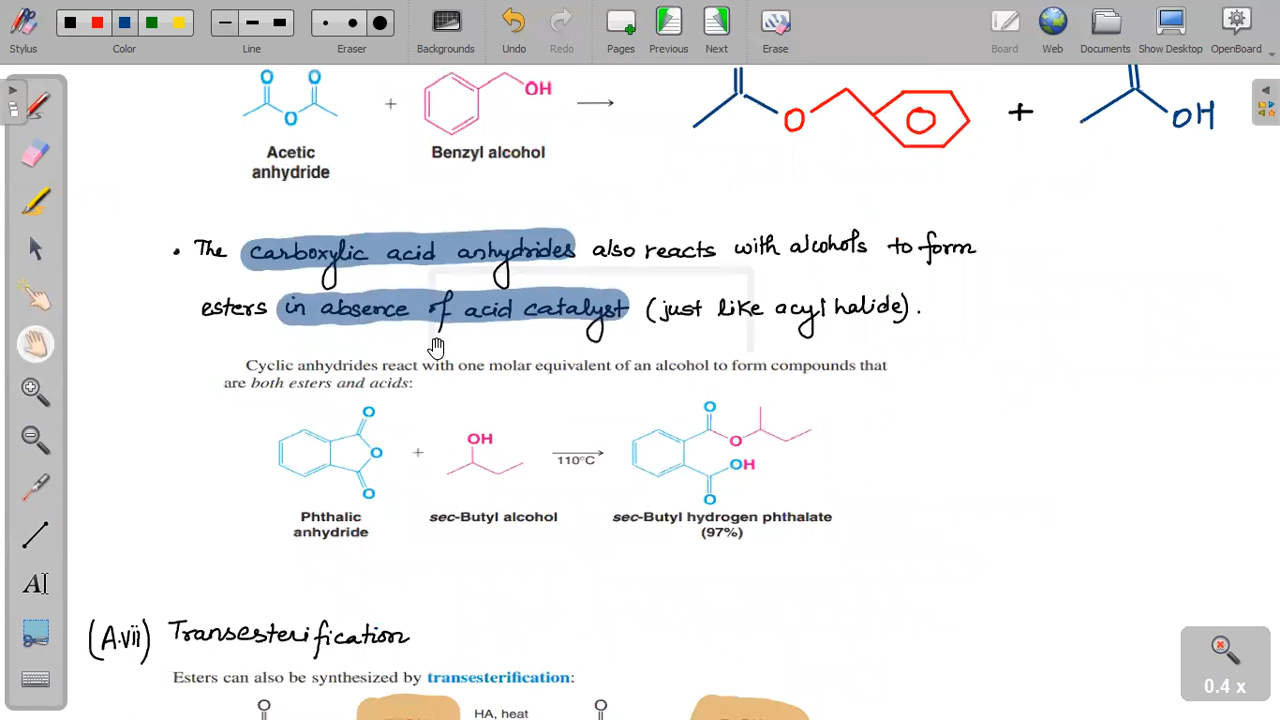 Stylus
Color
Line
Eraser
Backgrounds
Undo
Redo
Pages
Previous
Next
Erase
Board
Web
Documents
Show Desktop
OpenBoard
O O
O
+
OH
O
+
OH
Acetic
anhydride
Benzyl alcohol
• The carboxylic acid anhydrides also reacts with alcohols to form
esters in absence of acid catalyst (just like acyl halide).
Cyclic anhydrides react with one molar equivalent of an alcohol to form compounds that
are both esters and acids:
O
O
O
+
OH
110°C
O
O
OH
O
Phthalic
anhydride
sec-Butyl alcohol
sec-Butyl hydrogen phthalate
(97%)
(A.vii) Transesterification
Esters can also be synthesized by transesterification:
O
HA, heat
O
AI
0.4 x